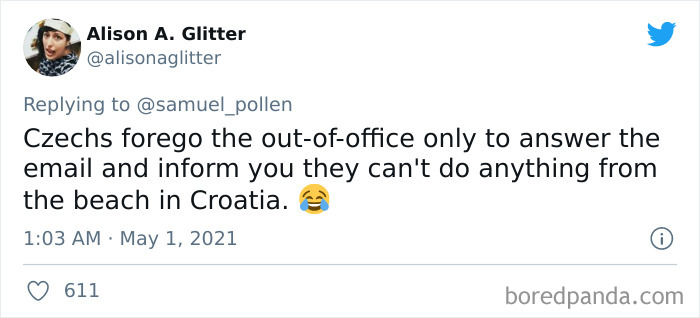 Alison A. Glitter
@alisonaglitter
Replying to @samuel_pollen
Czechs forego the out-of-office only to answer the
email and inform you they can't do anything from
the beach in Croatia. 😂
1:03 AM · May 1, 2021
611
boredpanda.com